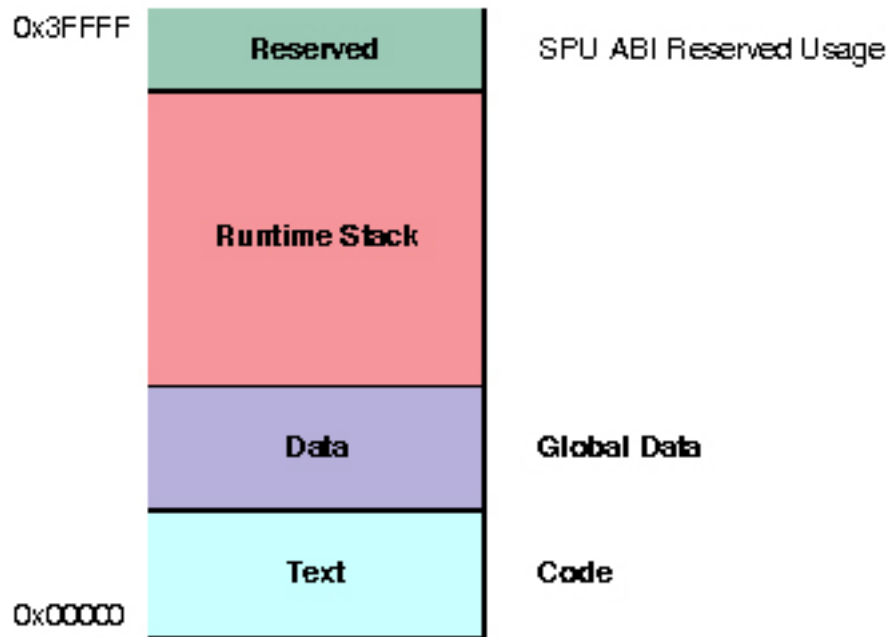 0x3FFFF
Reserved
SPU ABI Reserved Usage
Runtime Stack
Data
Global Data
Text
Code
0x00000